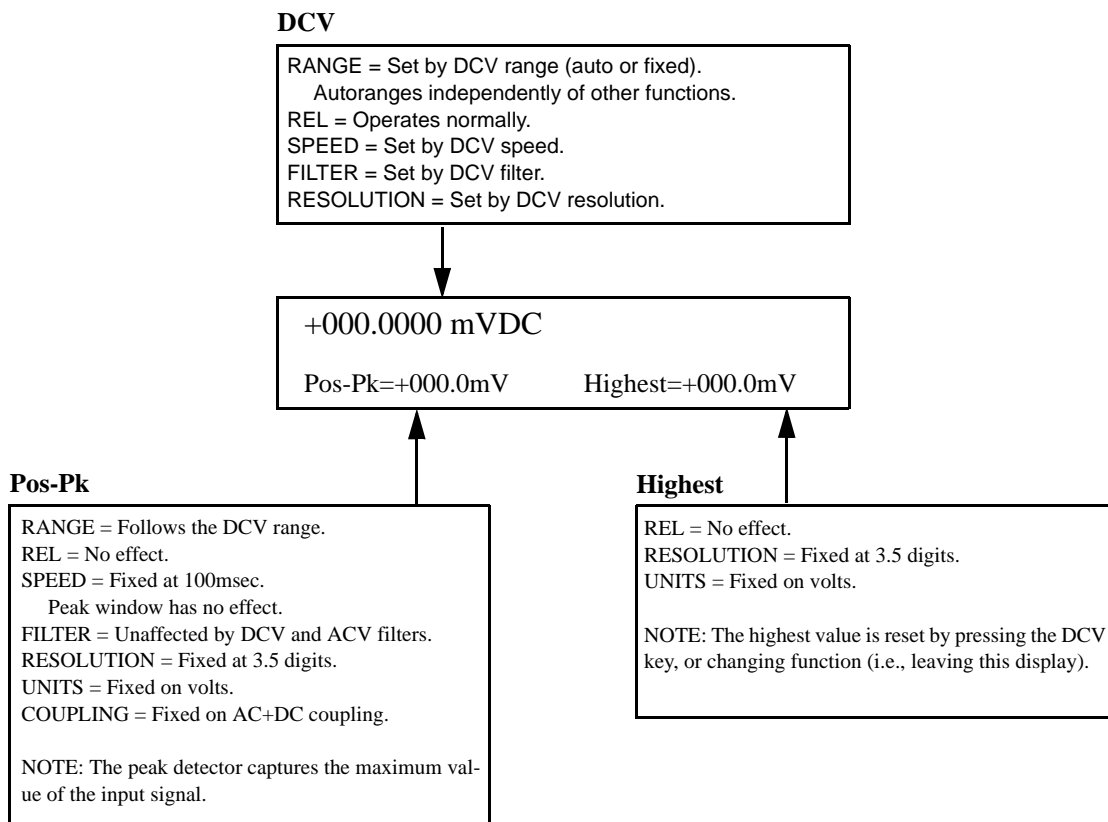 DCV
RANGE = Set by DCV range (auto or fixed).
Autoranges independently of other functions.
REL = Operates normally.
SPEED = Set by DCV speed.
FILTER = Set by DCV filter.
RESOLUTION = Set by DCV resolution.
+000.0000 mVDC
Pos-Pk=+000.0mV Highest=+000.0mV
Pos-Pk
RANGE = Follows the DCV range.
REL = No effect.
SPEED = Fixed at 100msec.
Peak window has no effect.
FILTER = Unaffected by DCV and ACV filters.
RESOLUTION = Fixed at 3.5 digits.
UNITS = Fixed on volts.
COUPLING = Fixed on AC+DC coupling.
NOTE: The peak detector captures the maximum val-
ue of the input signal.
Highest
REL = No effect.
RESOLUTION = Fixed at 3.5 digits.
UNITS = Fixed on volts.
NOTE: The highest value is reset by pressing the DCV
key, or changing function (i.e., leaving this display).